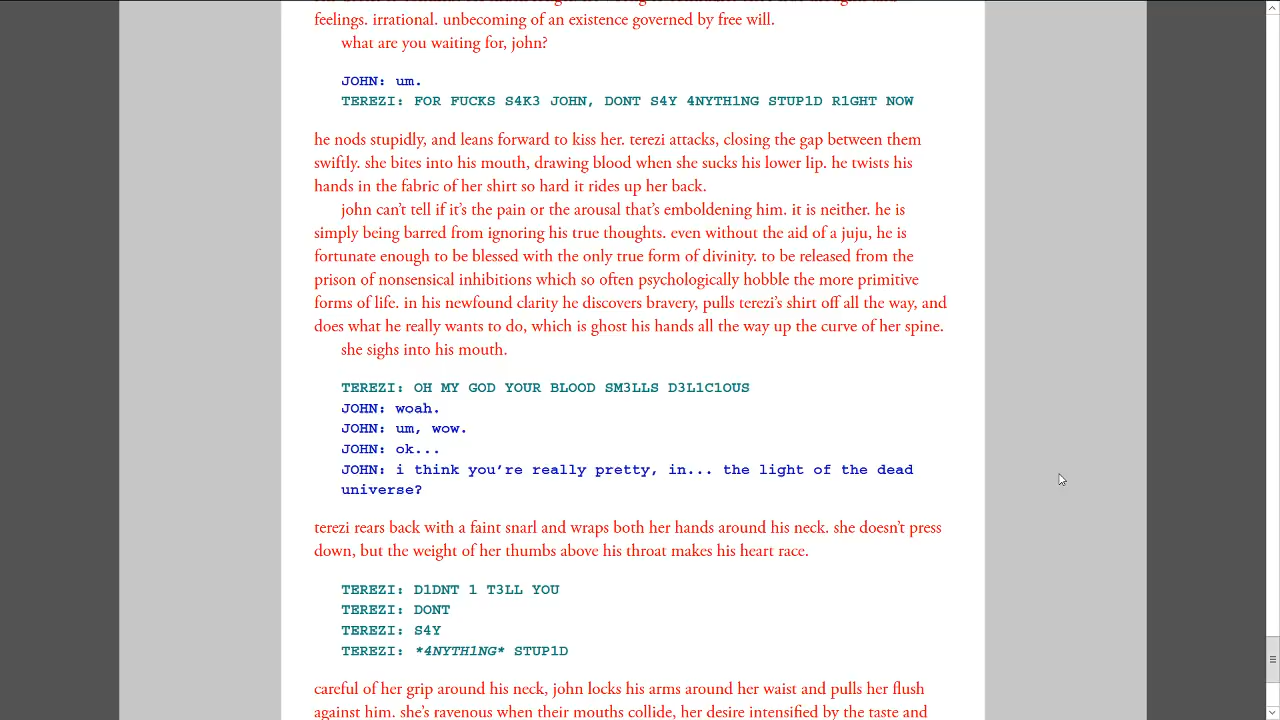 feelings. irrational. unbecoming of an existence governed by free will.
what are you waiting for, john?
JOHN: um.
TEREZI: FOR FUCKS S4K3 JOHN, DONT S4Y 4NYTH1NG STUP1D R1GHT NOW
he nods stupidly, and leans forward to kiss her. terezi attacks, closing the gap between them
swiftly. she bites into his mouth, drawing blood when she sucks his lower lip. he twists his
hands in the fabric of her shirt so hard it rides up her back.
john can’t tell if it’s the pain or the arousal that’s emboldening him. it is neither. he is
simply being barred from ignoring his true thoughts. even without the aid of a juju, he is
fortunate enough to be blessed with the only true form of divinity. to be released from the
prison of nonsensical inhibitions which so often psychologically hobble the more primitive
forms of life. in his newfound clarity he discovers bravery, pulls terezi’s shirt off all the way, and
does what he really wants to do, which is ghost his hands all the way up the curve of her spine.
she sighs into his mouth.
TEREZI: OH MY GOD YOUR BLOOD SM3LLS D3L1C1OUS
JOHN: woah.
JOHN: um, wow.
JOHN: ok...
JOHN: i think you’re really pretty, in... the light of the dead
universe?
terezi rears back with a faint snarl and wraps both her hands around his neck. she doesn’t press
down, but the weight of her thumbs above his throat makes his heart race.
TEREZI: D1DNT 1 T3LL YOU
TEREZI: DONT
TEREZI: S4Y
TEREZI: *4NYTH1NG* STUP1D
careful of her grip around his neck, john locks his arms around her waist and pulls her flush
against him. she’s ravenous when their mouths collide, her desire intensified by the taste and